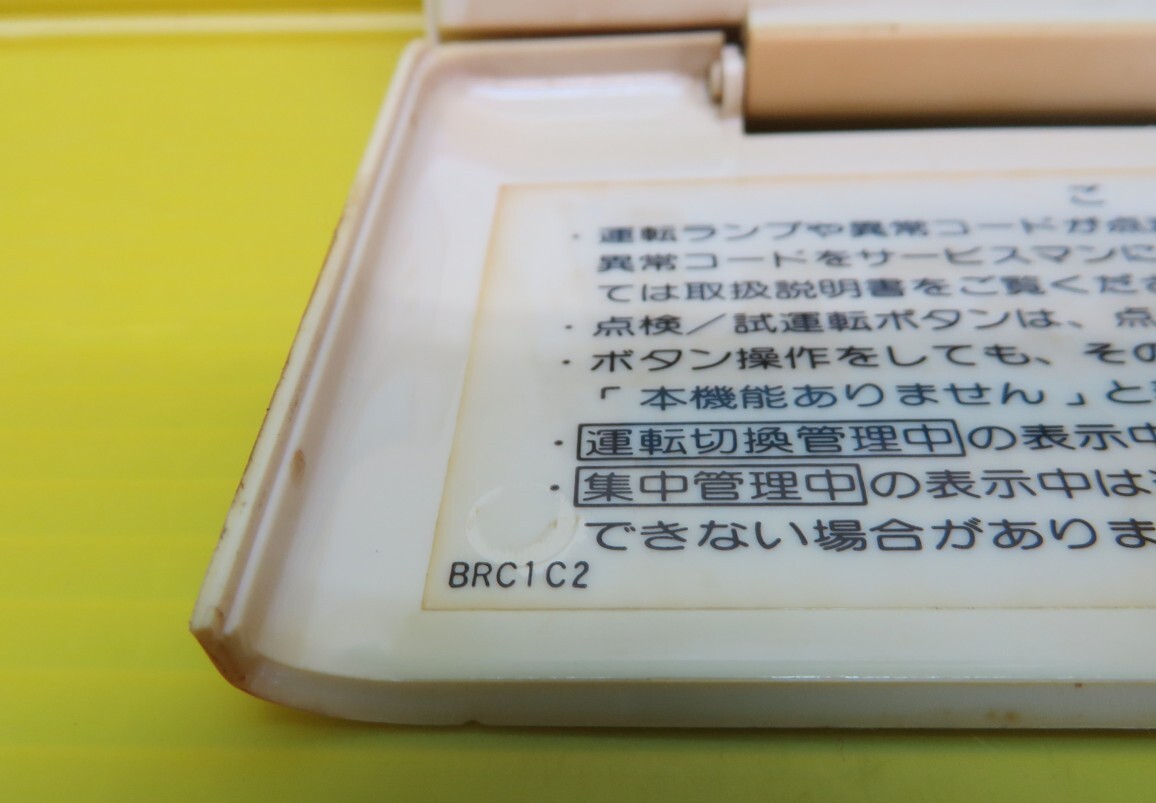 ご
・運転ランプや異常コードが点
異常コードをサービスマンに
ては取扱説明書をご覧くださ
・点検／試運転ボタンは、点
・ボタン操作をしても、その
「本機能ありません」と
・運転切換管理中の表示中
・集中管理中の表示中は
できない場合がありま
BRC1C2